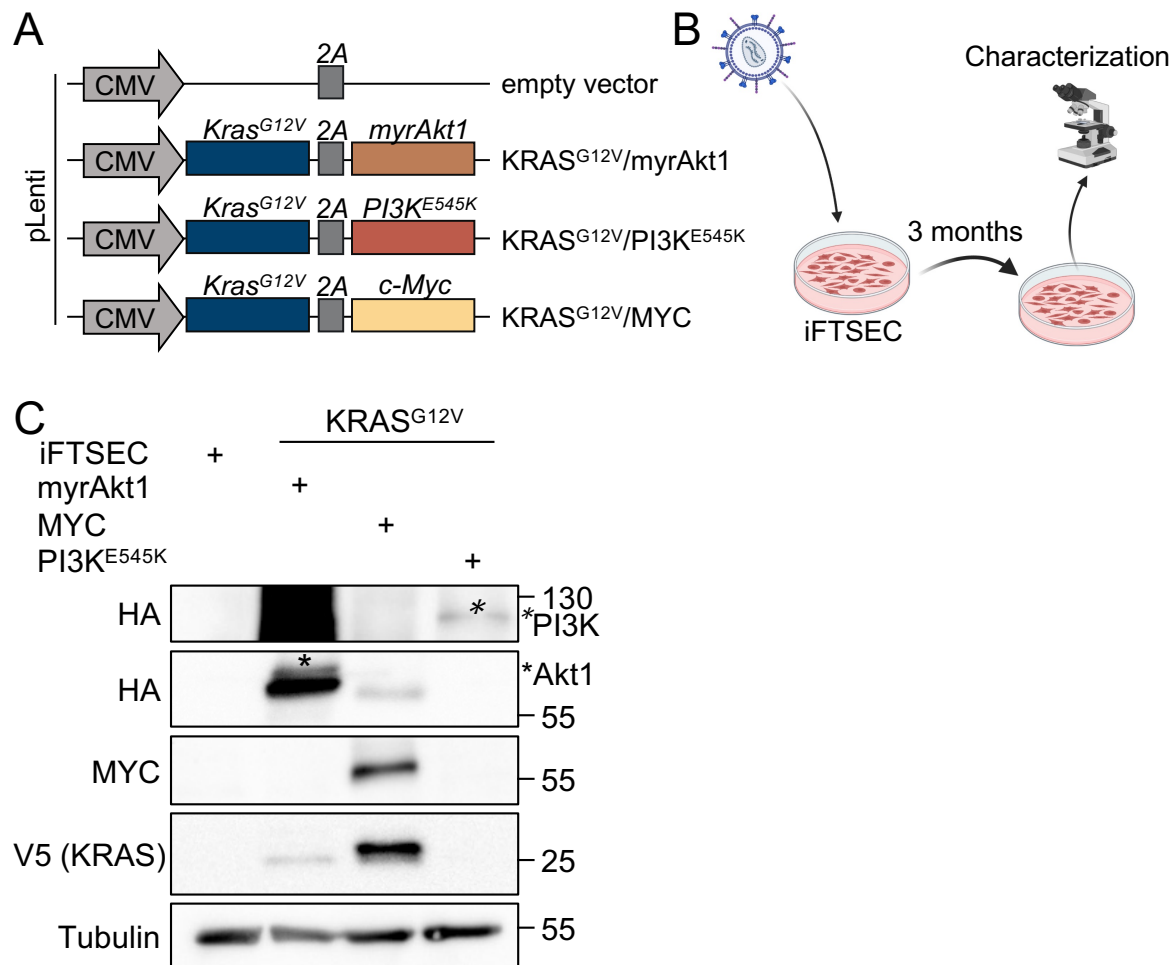 A
pLenti
CMV
2A
empty vector
CMV
Kras^G12V
2A
myrAkt1
KRAS^G12V/myrAkt1
CMV
Kras^G12V
2A
PI3K^E545K
KRAS^G12V/PI3K^E545K
CMV
Kras^G12V
2A
c-Myc
KRAS^G12V/MYC
B
Characterization
3 months
iFTSEC
C
KRAS^G12V
iFTSEC +
myrAkt1 +
MYC +
PI3K^E545K +
HA * 130
*PI3K
HA * *Akt1
55
MYC 55
V5 (KRAS) 25
Tubulin 55